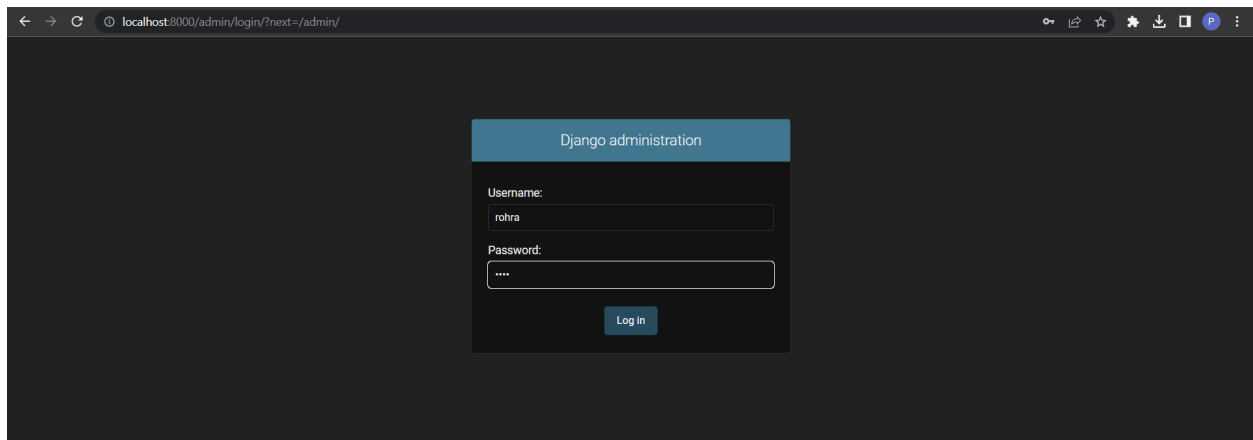 localhost:8000/admin/login/?next=/admin/
P
Django administration
Username:
rohra
Password:
••••
Log in